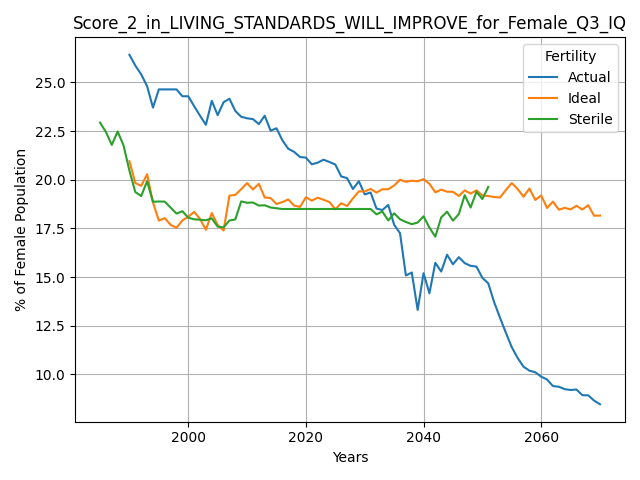 Score_2_in_LIVING_STANDARDS_WILL_IMPROVE_for_Female_Q3_IQ
Fertility
Actual
Ideal
Sterile
% of Female Population
25.0
22.5
20.0
17.5
15.0
12.5
10.0
2000
2020
2040
2060
Years